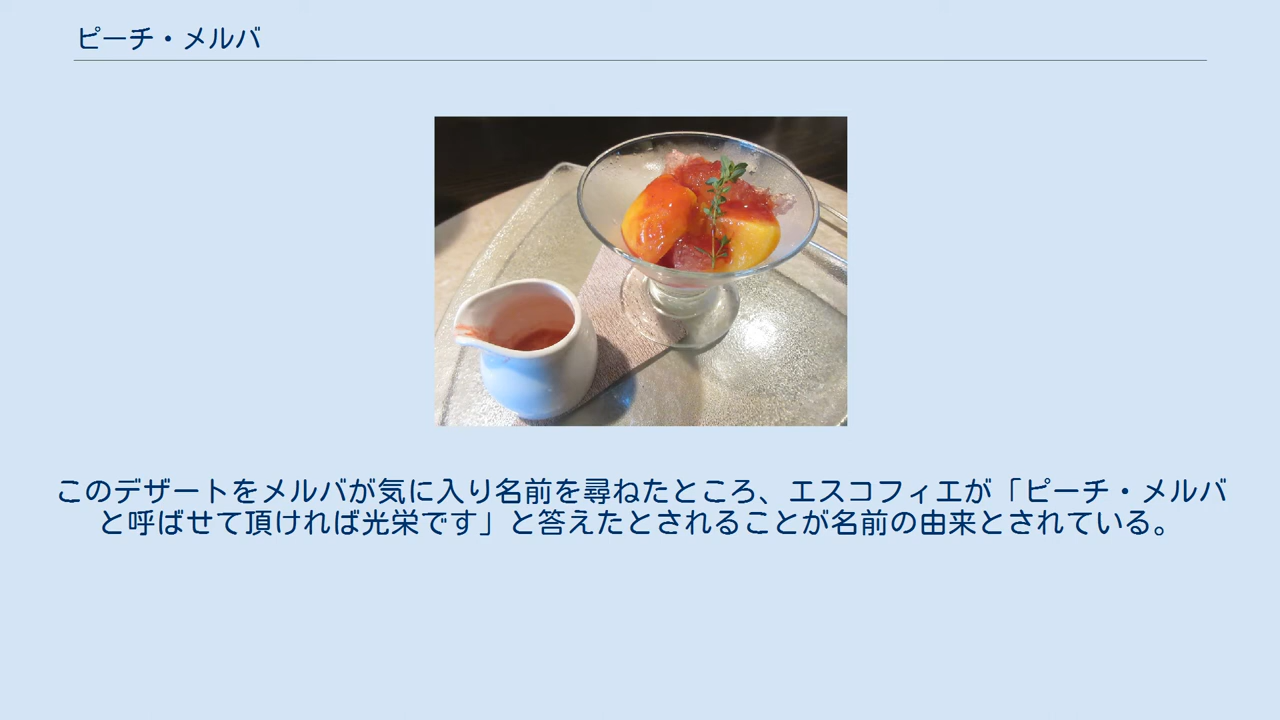 ピーチ・メルバ
このデザートをメルバが気に入り名前を尋ねたところ、エスコフィエが「ピーチ・メルバ
と呼ばせて頂ければ光栄です」と答えたとされることが名前の由来とされている。